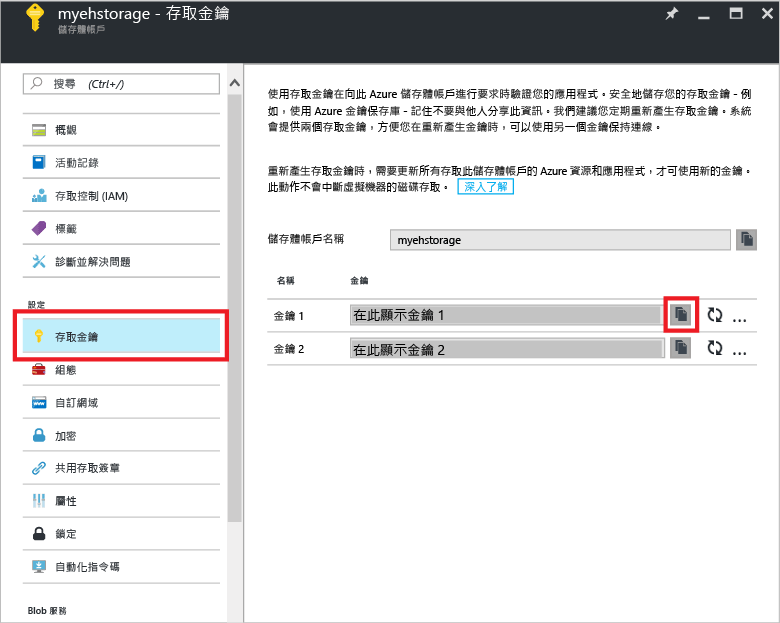 myehstorage - 存取金鑰
儲存體帳戶
搜尋 (Ctrl+/)
概觀
活動記錄
存取控制 (IAM)
標籤
診斷並解決問題
設定
存取金鑰
組態
自訂網域
加密
共用存取簽章
屬性
鎖定
自動化指令碼
Blob 服務
使用存取金鑰在向此 Azure 儲存體帳戶進行要求時驗證您的應用程式。安全地儲存您的存取金鑰 - 例
如，使用 Azure 金鑰保存庫 - 記住不要與他人分享此資訊。我們建議您定期重新產生存取金鑰。系統
會提供兩個存取金鑰，方便您在重新產生金鑰時，可以使用另一個金鑰保持連線。
重新產生存取金鑰時，需要更新所有存取此儲存體帳戶的 Azure 資源和應用程式，才可使用新的金鑰。
此動作不會中斷虛擬機器的磁碟存取。 深入了解
儲存體帳戶名稱 myehstorage
名稱 金鑰
金鑰 1 在此顯示金鑰 1 ...
金鑰 2 在此顯示金鑰 2 ...